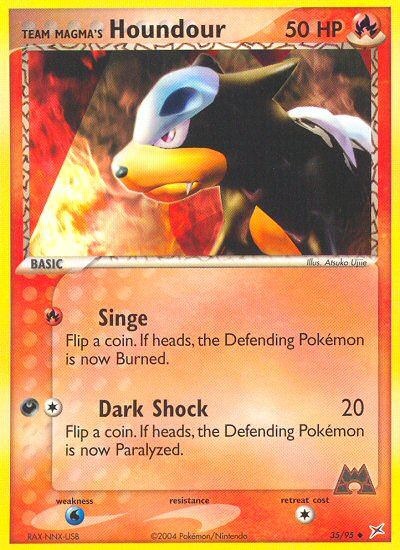 TEAM MAGMA'S Houndour 50 HP
BASIC
Illus. Atsuko Ujiie
Singe
Flip a coin. If heads, the Defending Pokémon
is now Burned.
Dark Shock 20
Flip a coin. If heads, the Defending Pokémon
is now Paralyzed.
weakness resistance retreat cost
RAX-NNX-USB ©2004 Pokémon/Nintendo 35/95